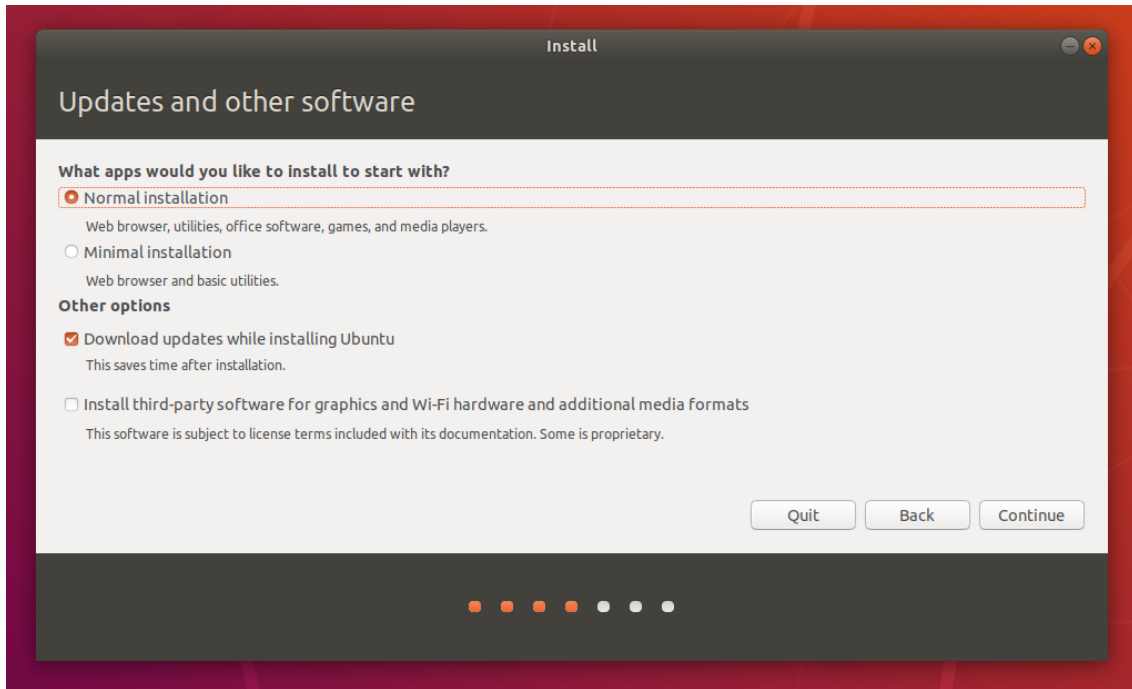 Install
Updates and other software
What apps would you like to install to start with?
Normal installation
Web browser, utilities, office software, games, and media players.
Minimal installation
Web browser and basic utilities.
Other options
Download updates while installing Ubuntu
This saves time after installation.
Install third-party software for graphics and Wi-Fi hardware and additional media formats
This software is subject to license terms included with its documentation. Some is proprietary.
Quit Back Continue